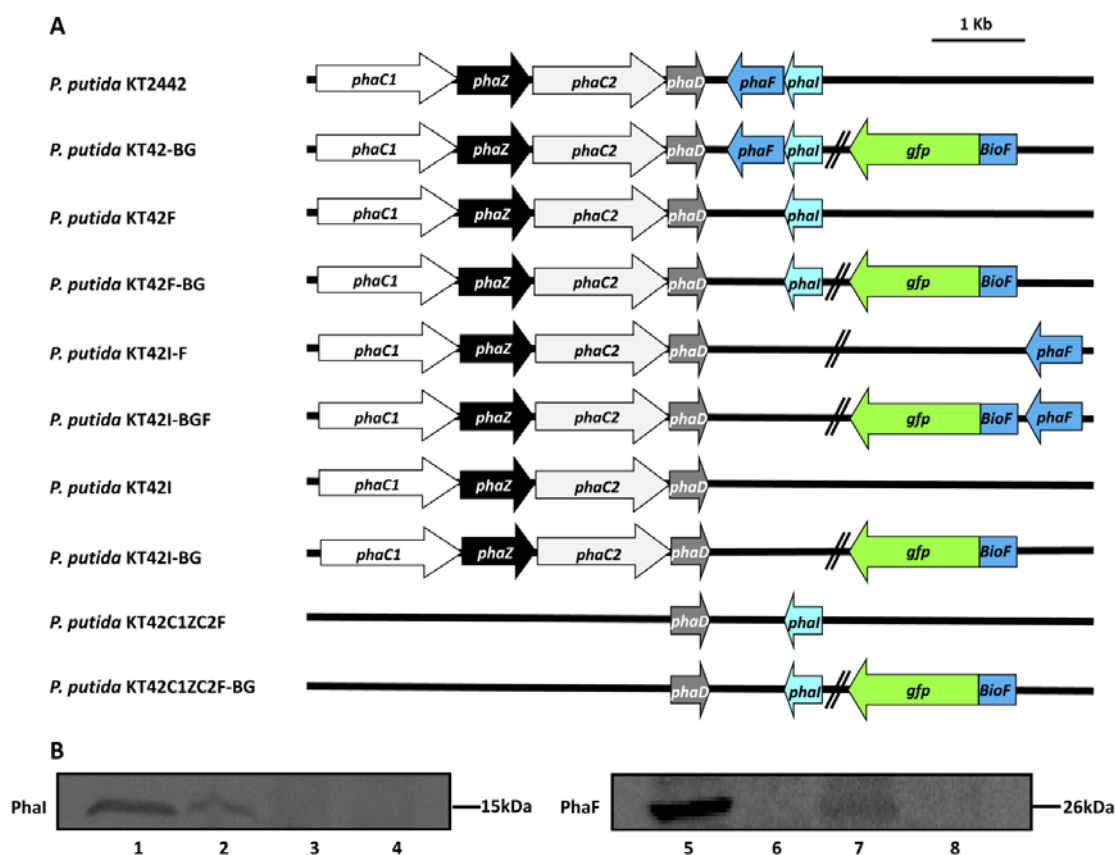 A
1 Kb
P. putida KT2442 phaC1 phaZ phaC2 phaD phaF phaI
P. putida KT42-BG phaC1 phaZ phaC2 phaD phaF phaI gfp BioF
P. putida KT42F phaC1 phaZ phaC2 phaD phaI
P. putida KT42F-BG phaC1 phaZ phaC2 phaD phaI gfp BioF
P. putida KT42I-F phaC1 phaZ phaC2 phaD phaF
P. putida KT42I-BGF phaC1 phaZ phaC2 phaD gfp BioF phaF
P. putida KT42I phaC1 phaZ phaC2 phaD
P. putida KT42I-BG phaC1 phaZ phaC2 phaD gfp BioF
P. putida KT42C1ZC2F phaD phaI
P. putida KT42C1ZC2F-BG phaD phaI gfp BioF
B
PhaI 15kDa PhaF 26kDa
1 2 3 4 5 6 7 8